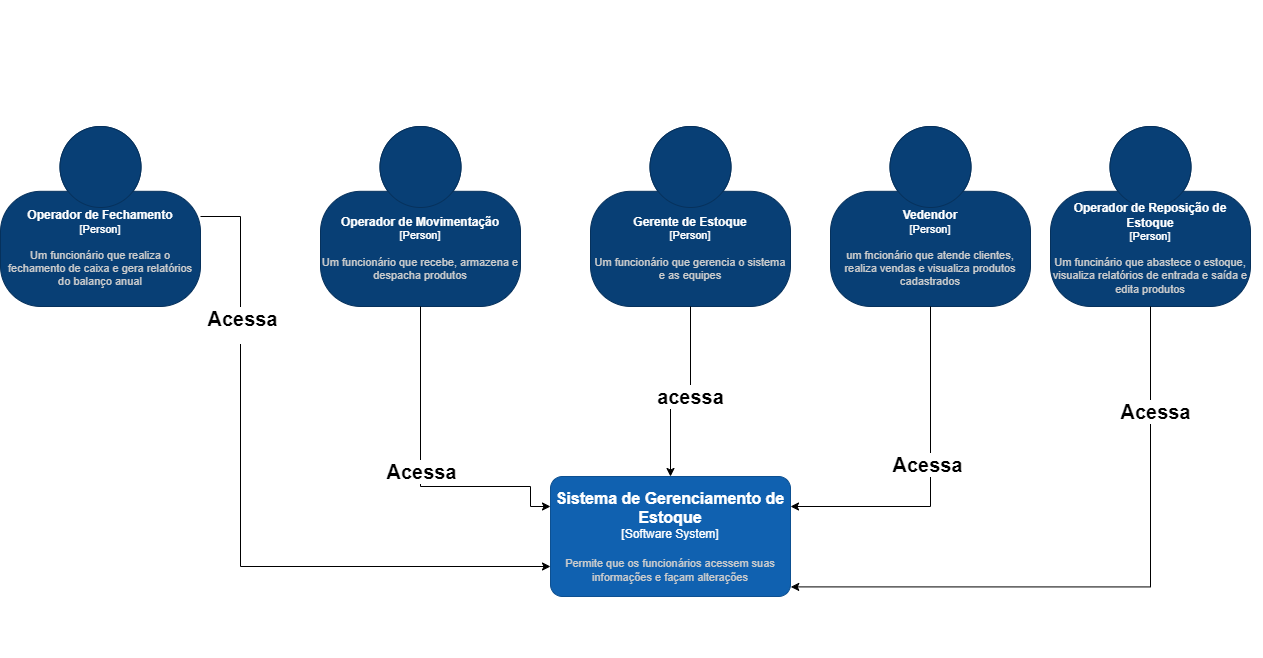 Operador de Fechamento
[Person]
Um funcionário que realiza o
fechamento de caixa e gera relatórios
do balanço anual
Operador de Movimentação
[Person]
Um funcionário que recebe, armazena e
despacha produtos
Gerente de Estoque
[Person]
Um funcionário que gerencia o sistema
e as equipes
Vedendor
[Person]
um fncionário que atende clientes,
realiza vendas e visualiza produtos
cadastrados
Operador de Reposição de
Estoque
[Person]
Um funcinário que abastece o estoque,
visualiza relatórios de entrada e saída e
edita produtos
Acessa
acessa
Acessa
Acessa
Acessa
Sistema de Gerenciamento de
Estoque
[Software System]
Permite que os funcionários acessem suas
informações e façam alterações